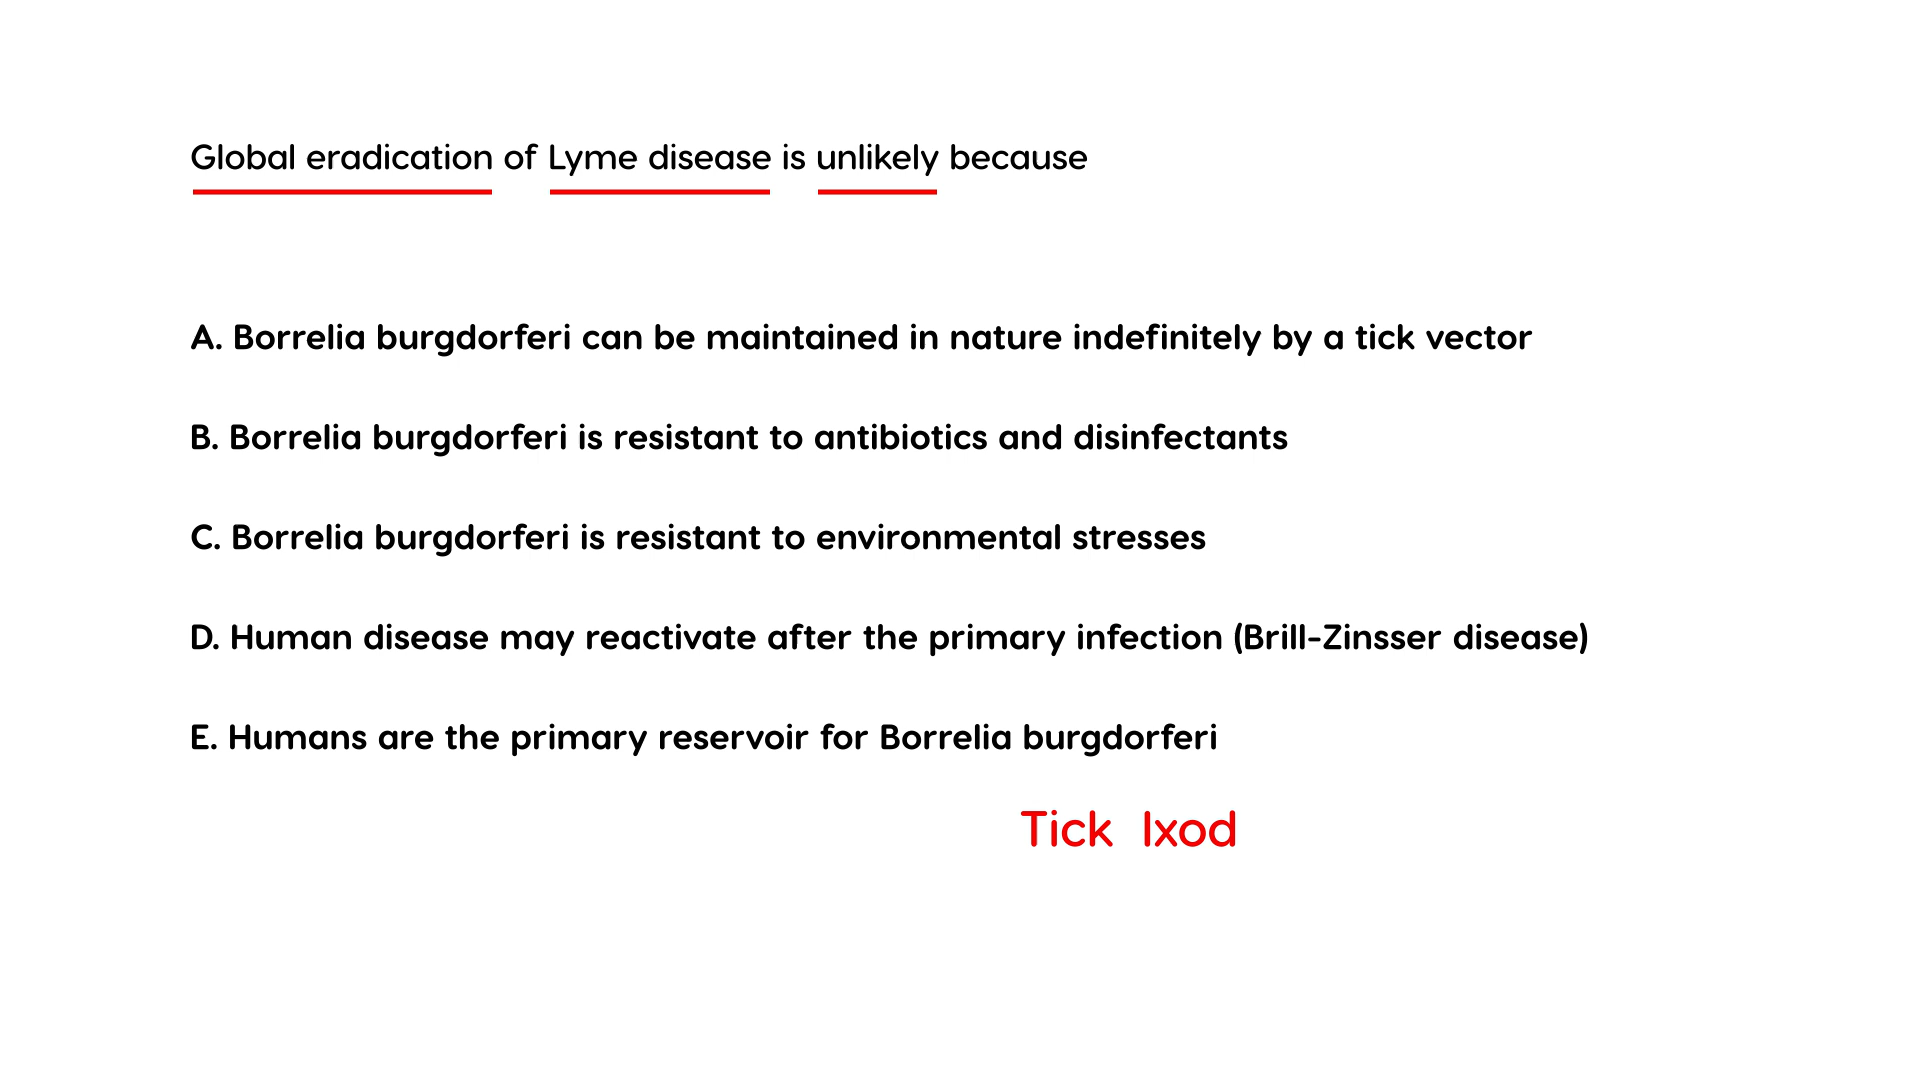 Global eradication of Lyme disease is unlikely because
A. Borrelia burgdorferi can be maintained in nature indefinitely by a tick vector
B. Borrelia burgdorferi is resistant to antibiotics and disinfectants
C. Borrelia burgdorferi is resistant to environmental stresses
D. Human disease may reactivate after the primary infection (Brill-Zinsser disease)
E. Humans are the primary reservoir for Borrelia burgdorferi
Tick Ixod